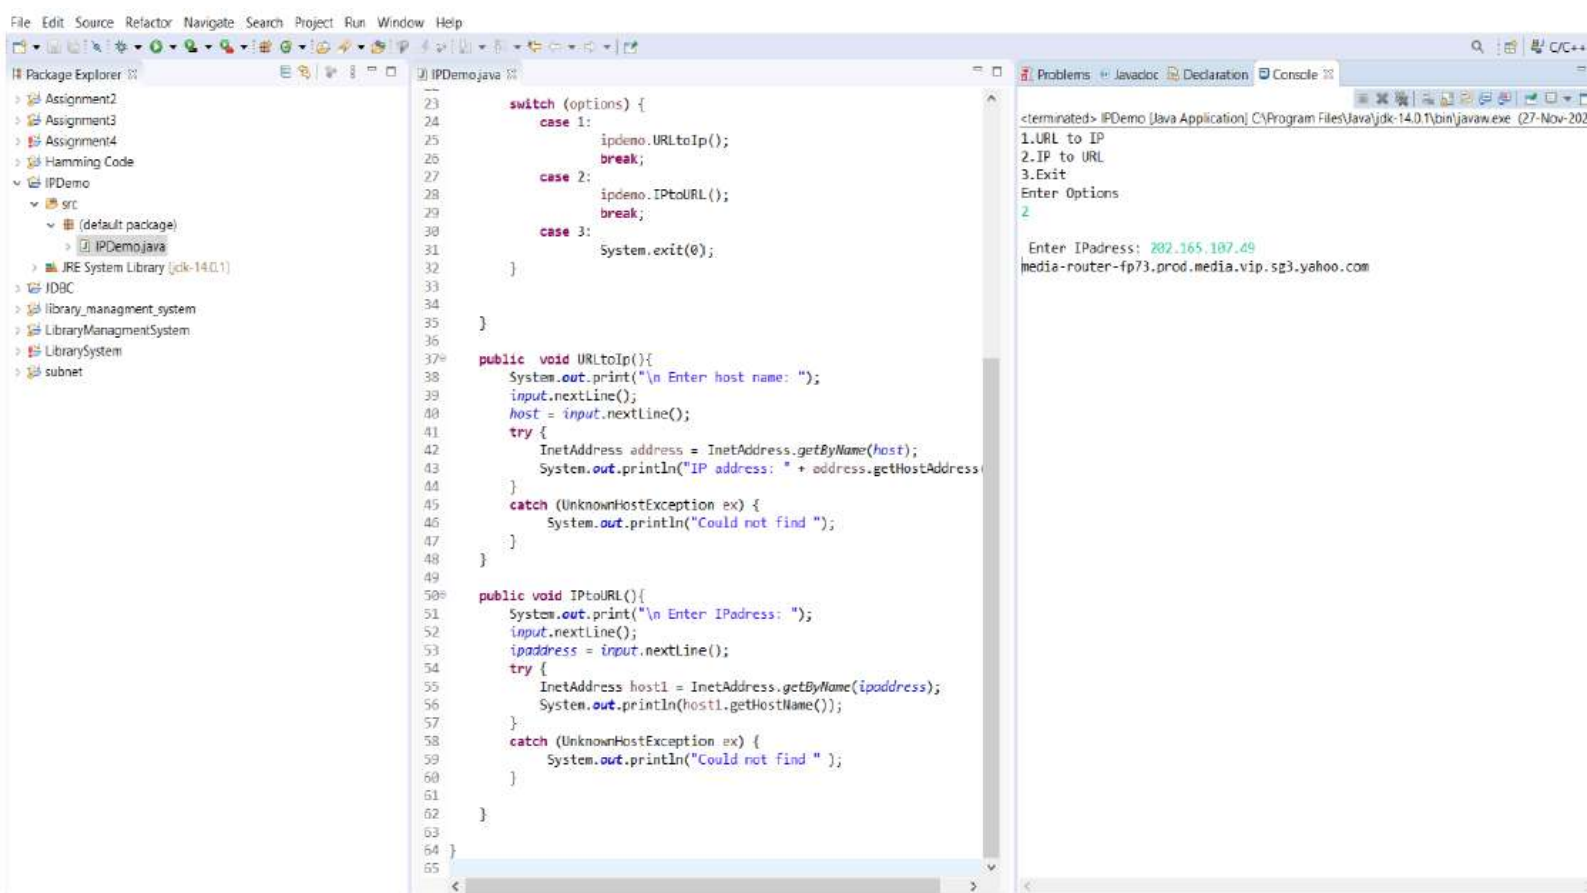 File Edit Source Refactor Navigate Search Project Run Window Help
C/C++
Package Explorer
Assignment2
Assignment3
Assignment4
Hamming Code
IPDemo
src
(default package)
IPDemo.java
JRE System Library [jdk-14.0.1]
JDBC
library_managment_system
LibraryManagmentSystem
LibrarySystem
subnet
IPDemo.java
23 switch (options) {
24 case 1:
25 ipdemo.URLtoIp();
26 break;
27 case 2:
28 ipdemo.IPtoURL();
29 break;
30 case 3:
31 System.exit(0);
32 }
33
34
35 }
36
37 public void URLtoIp(){
38 System.out.print("\n Enter host name: ");
39 input.nextLine();
40 host = input.nextLine();
41 try {
42 InetAddress address = InetAddress.getByName(host);
43 System.out.println("IP address: " + address.getHostAddress(
44 }
45 catch (UnknownHostException ex) {
46 System.out.println("Could not find ");
47 }
48 }
49
50 public void IPtoURL(){
51 System.out.print("\n Enter IPadress: ");
52 input.nextLine();
53 ipaddress = input.nextLine();
54 try {
55 InetAddress host1 = InetAddress.getByName(ipaddress);
56 System.out.println(host1.getHostName());
57 }
58 catch (UnknownHostException ex) {
59 System.out.println("Could not find " );
60 }
61
62 }
63
64 }
65
Problems Javadoc Declaration Console
<terminated> IPDemo [Java Application] C:\Program Files\Java\jdk-14.0.1\bin\javaw.exe (27-Nov-202
1.URL to IP
2.IP to URL
3.Exit
Enter Options
2
Enter IPadress: 202.165.107.49
media-router-fp73.prod.media.vip.sg3.yahoo.com